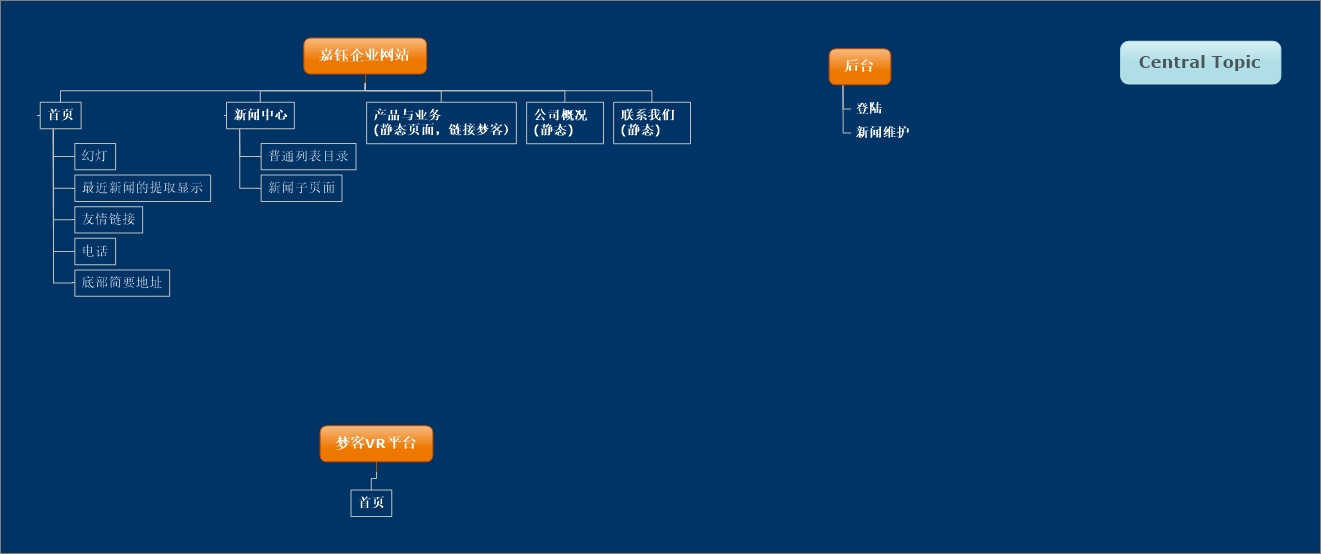 嘉钰企业网站
后台
Central Topic
首页
新闻中心
产品与业务
(静态页面，链接梦客)
公司概况
(静态)
联系我们
(静态)
登陆
新闻维护
幻灯
最近新闻的提取显示
友情链接
电话
底部简要地址
普通列表目录
新闻子页面
梦客VR平台
首页